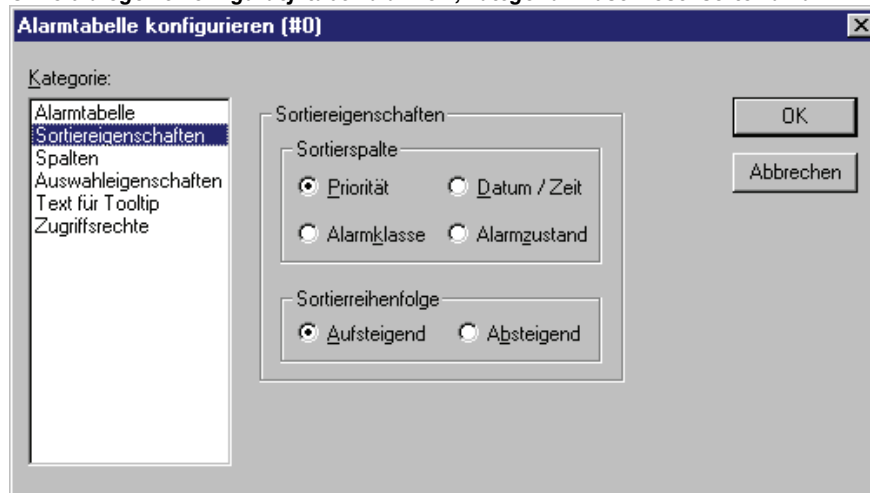 Alarmtabelle konfigurieren (#0)
Kategorie:
Alarmtabelle
Sortiereigenschaften
Spalten
Auswahleigenschaften
Text für Tooltip
Zugriffsrechte
Sortiereigenschaften
Sortierspalte
Priorität
Datum / Zeit
Alarmklasse
Alarmzustand
Sortierreihenfolge
Aufsteigend
Absteigend
OK
Abbrechen